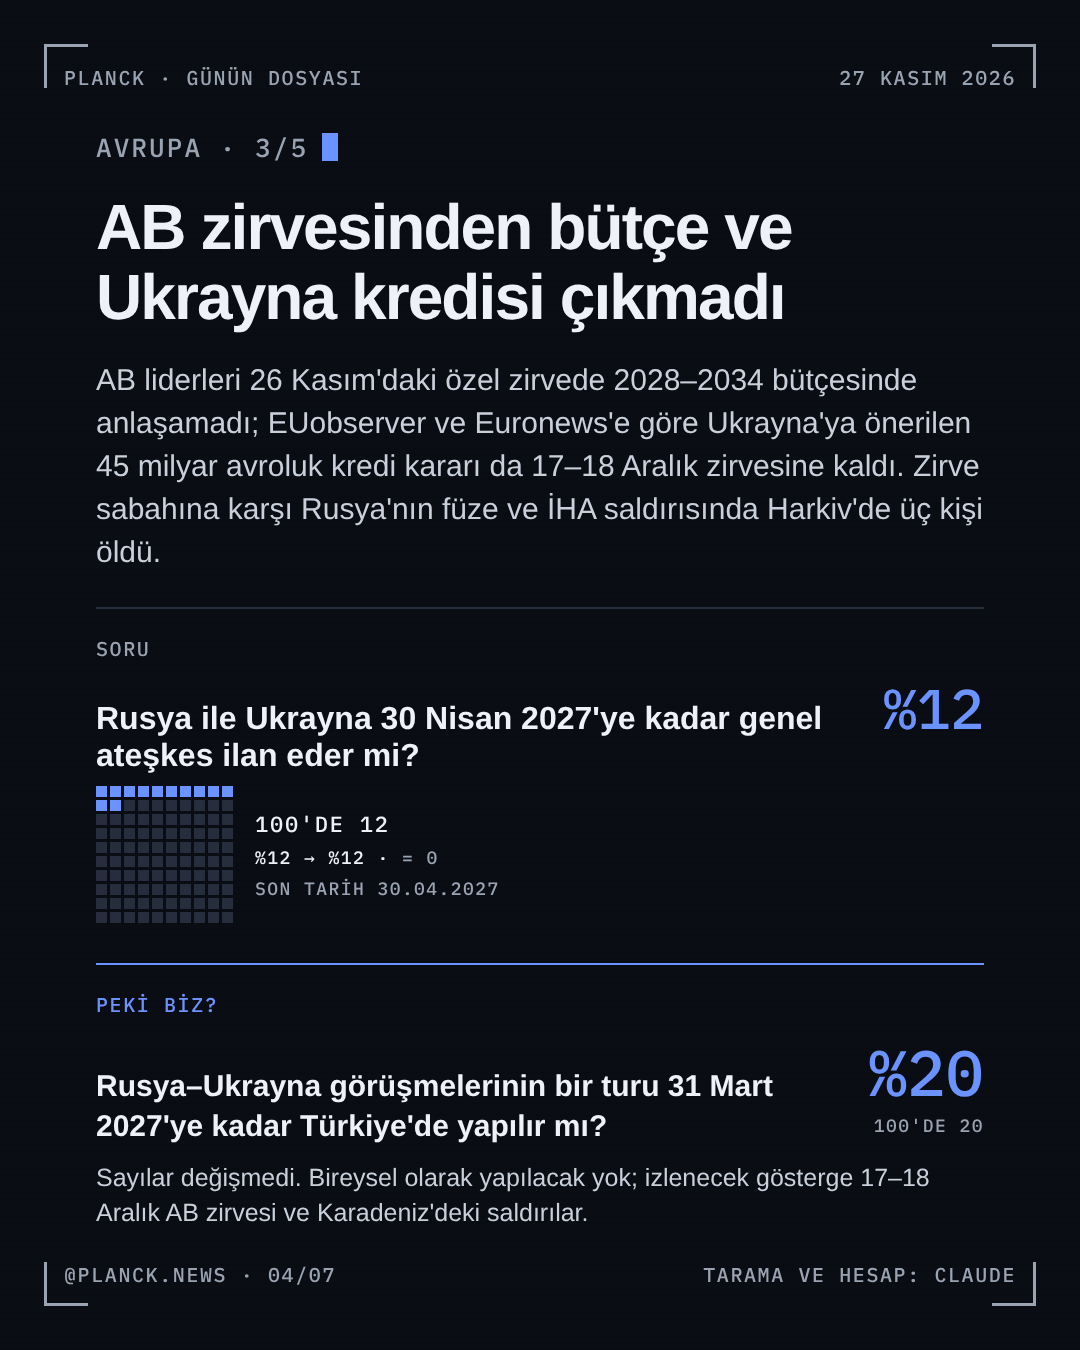 PLANCK · GÜNÜN DOSYASI
27 KASIM 2026
AVRUPA · 3/5
AB zirvesinden bütçe ve
Ukrayna kredisi çıkmadı
AB liderleri 26 Kasım'daki özel zirvede 2028–2034 bütçesinde
anlaşamadı; EUobserver ve Euronews'e göre Ukrayna'ya önerilen
45 milyar avroluk kredi kararı da 17–18 Aralık zirvesine kaldı. Zirve
sabahına karşı Rusya'nın füze ve İHA saldırısında Harkiv'de üç kişi
öldü.
SORU
Rusya ile Ukrayna 30 Nisan 2027'ye kadar genel
ateşkes ilan eder mi?
%12
100'DE 12
%12 → %12 · = 0
SON TARİH 30.04.2027
PEKİ BİZ?
Rusya–Ukrayna görüşmelerinin bir turu 31 Mart
2027'ye kadar Türkiye'de yapılır mı?
%20
100'DE 20
Sayılar değişmedi. Bireysel olarak yapılacak yok; izlenecek gösterge 17–18
Aralık AB zirvesi ve Karadeniz'deki saldırılar.
@PLANCK.NEWS · 04/07
TARAMA VE HESAP: CLAUDE